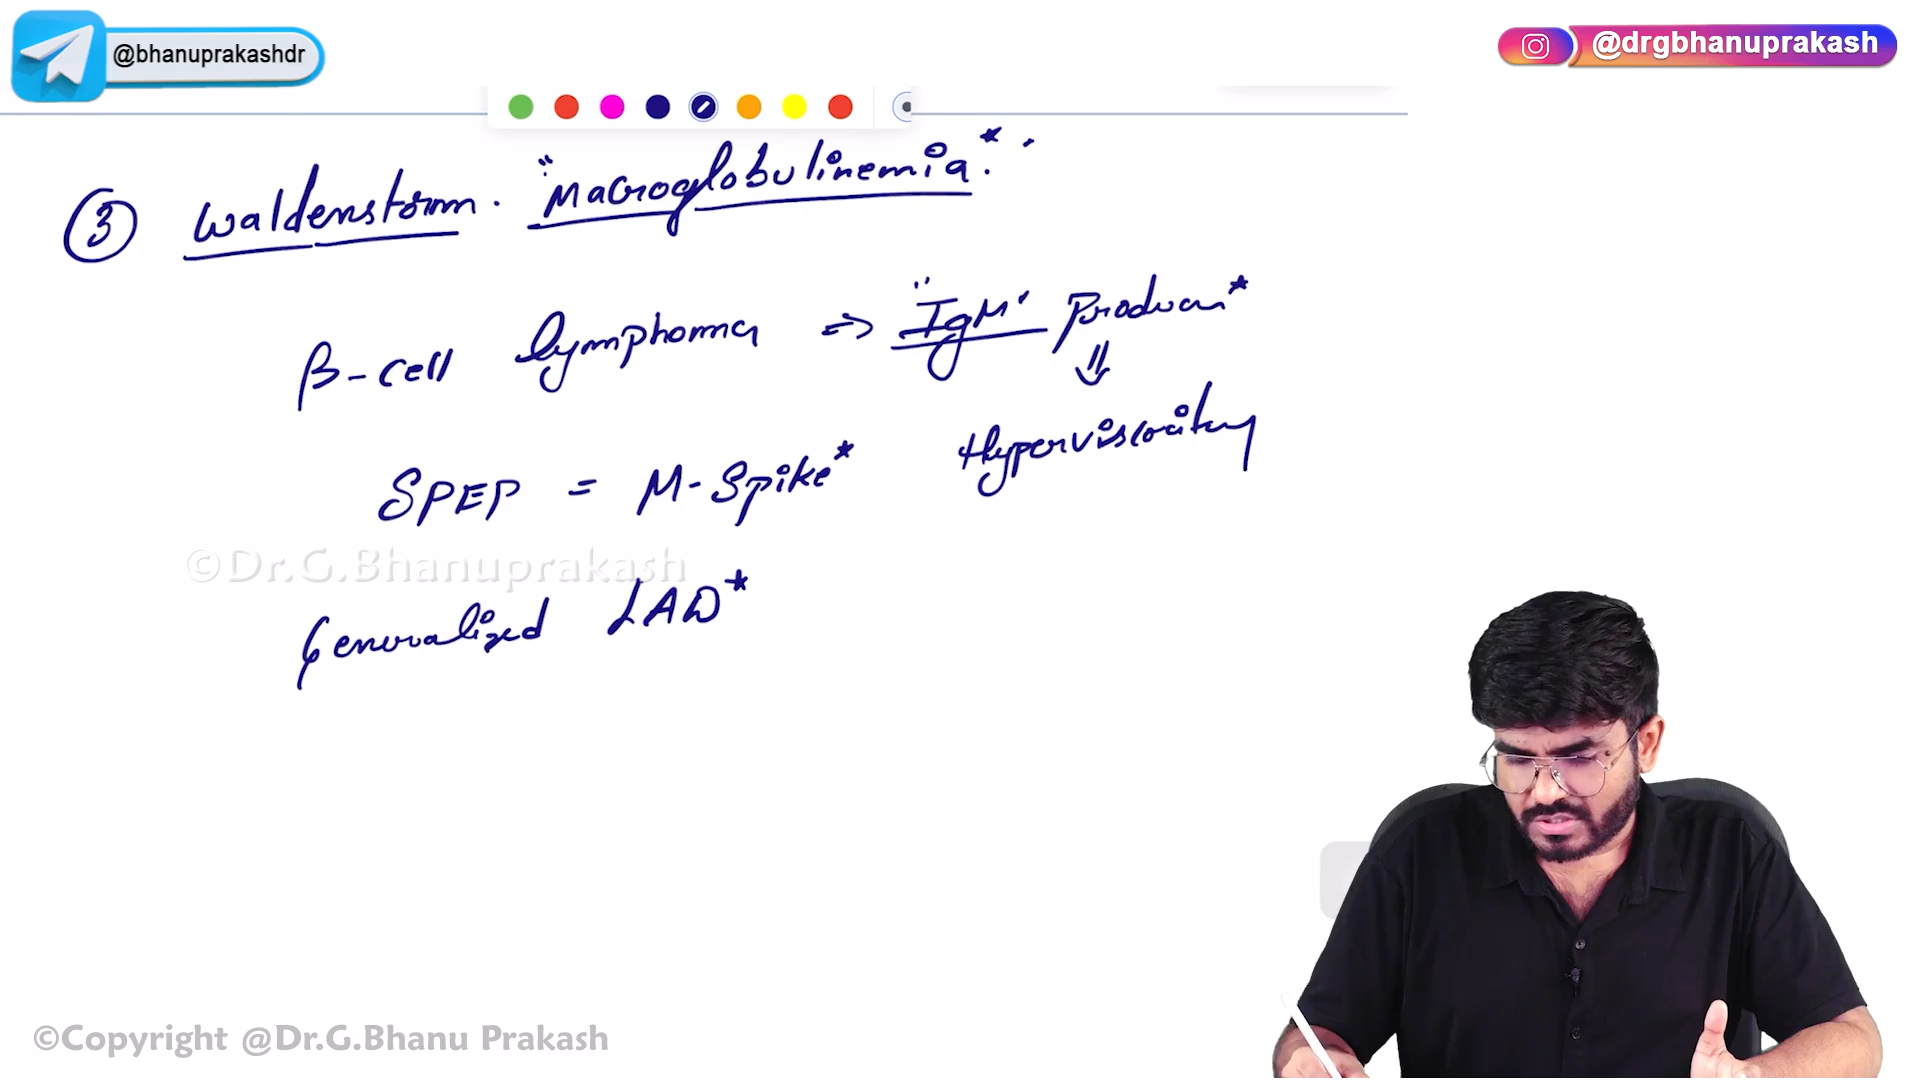 @bhanuprakashdr
@drgbhanuprakash
③ Waldenstrom. "Macroglobulinemia*."
B-cell lymphoma ⇒ "IgM" Producer*
⇓
Hyperviscosity
SPEP = M-Spike*
©Dr.G.Bhanuprakash
Generalized LAD*
©Copyright @Dr.G.Bhanu Prakash